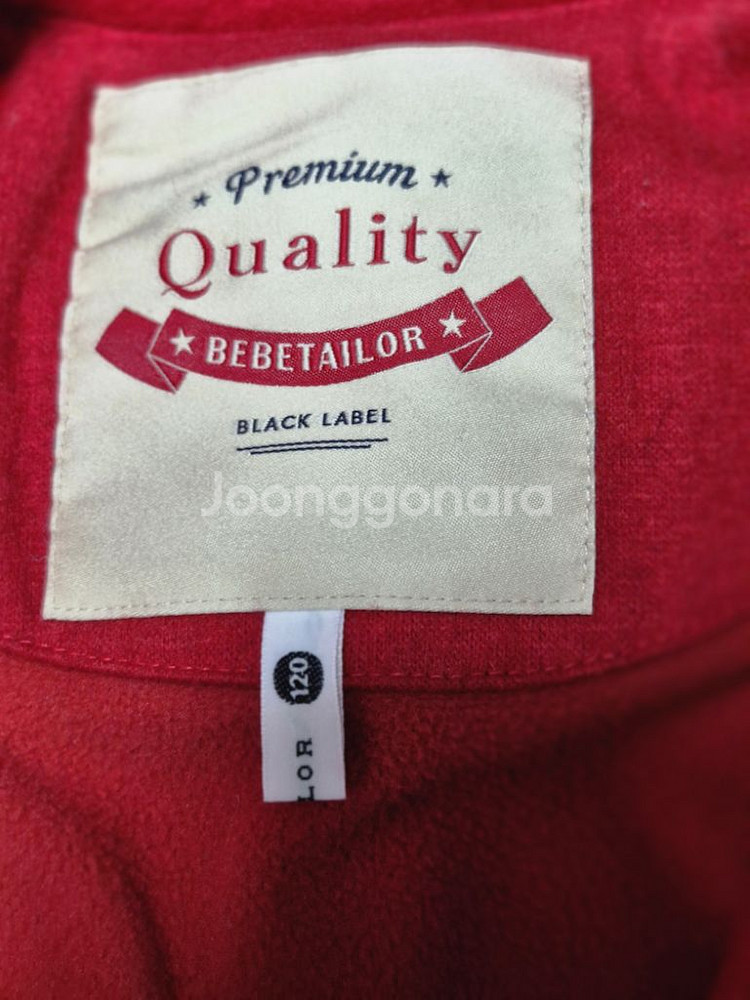 Premium
Quality
BEBETAILOR
BLACK LABEL
Joonggonara
120
LOR